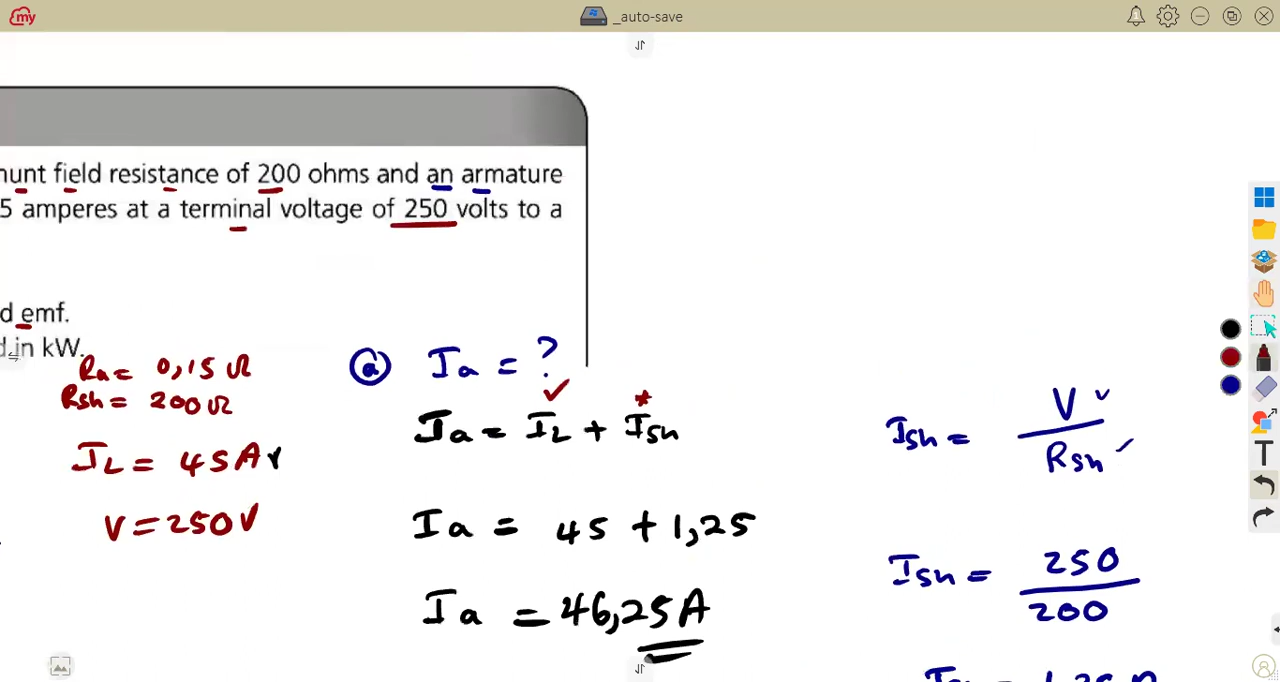 my
_auto-save
hunt field resistance of 200 ohms and an armature
5 amperes at a terminal voltage of 250 volts to a
d emf.
d in kW.
Ra = 0,15 Ω
Rsh = 200 Ω
IL = 45A
V = 250V
a Ia = ?
Ia = IL + Ish
Ia = 45 + 1,25
Ia = 46,25A
Ish = V / Rsh
Ish = 250 / 200
T